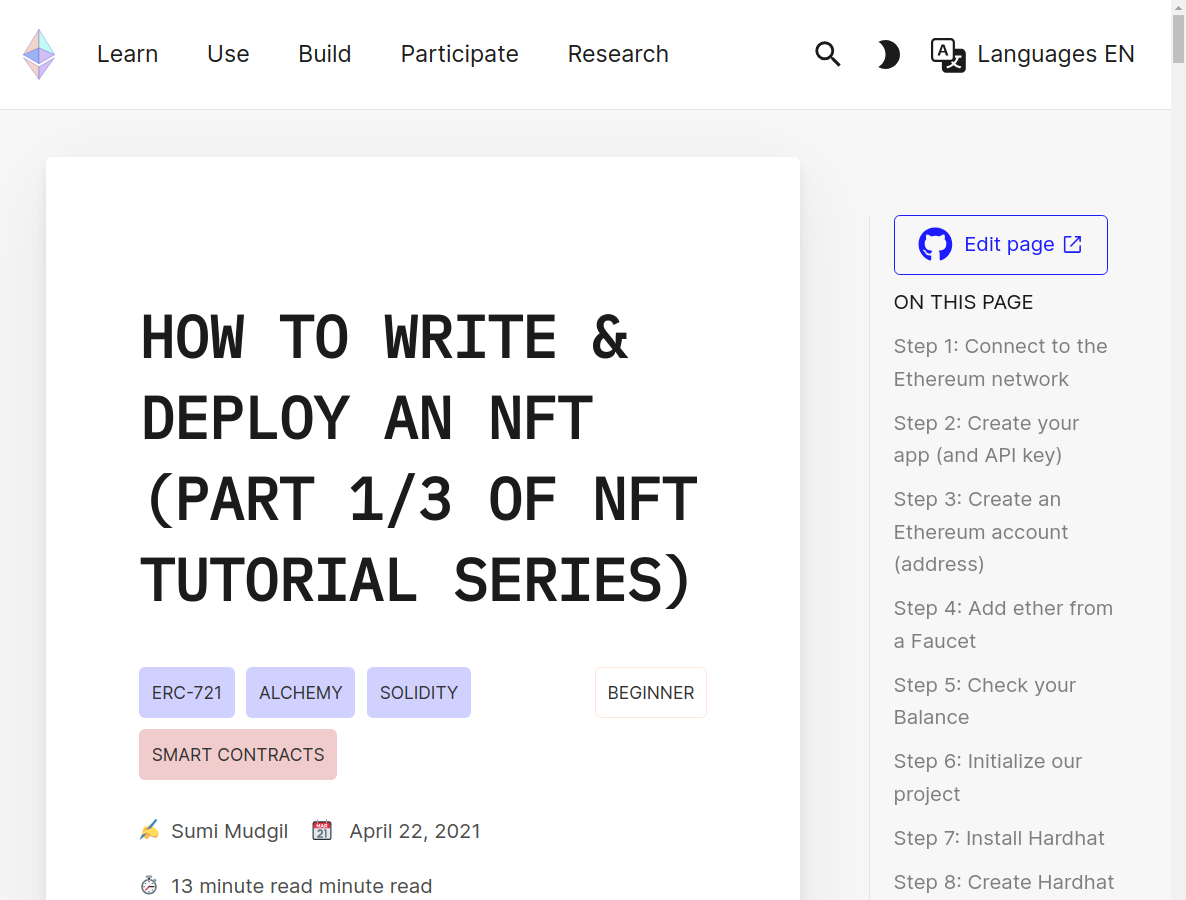 Learn Use Build Participate Research Languages EN
HOW TO WRITE &
DEPLOY AN NFT
(PART 1/3 OF NFT
TUTORIAL SERIES)
ERC-721 ALCHEMY SOLIDITY BEGINNER
SMART CONTRACTS
Sumi Mudgil April 22, 2021
13 minute read minute read
Edit page
ON THIS PAGE
Step 1: Connect to the
Ethereum network
Step 2: Create your
app (and API key)
Step 3: Create an
Ethereum account
(address)
Step 4: Add ether from
a Faucet
Step 5: Check your
Balance
Step 6: Initialize our
project
Step 7: Install Hardhat
Step 8: Create Hardhat